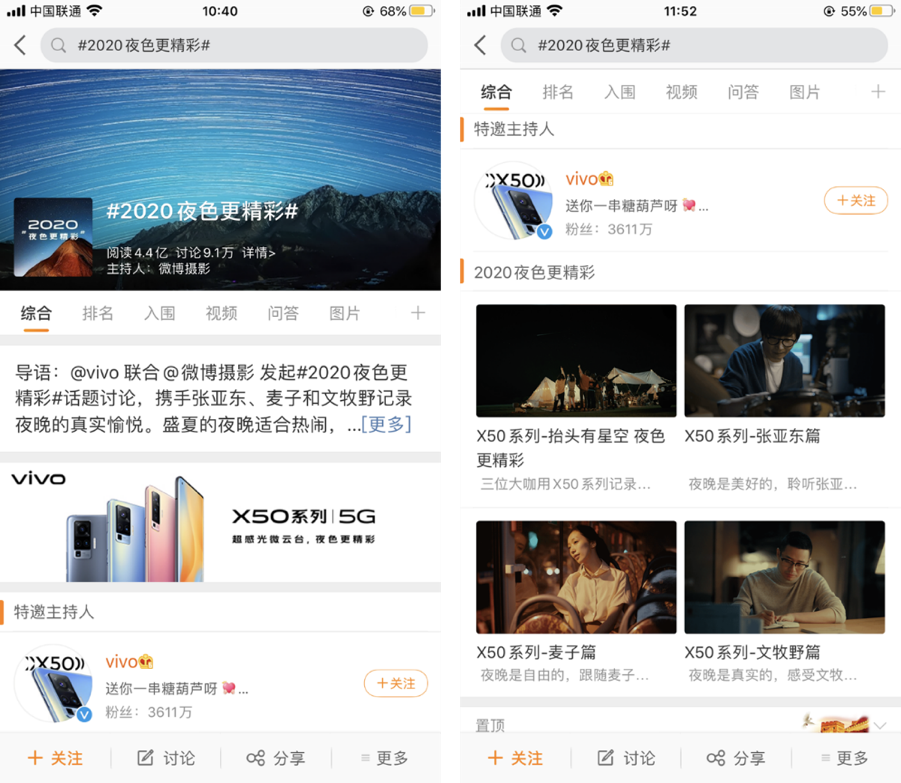 中国联通
10:40
68%
#2020夜色更精彩#
2020
"夜色更精彩"
#2020夜色更精彩#
阅读4.4亿 讨论9.1万 详情>
主持人：微博摄影
综合 排名 入围 视频 问答 图片 +
导语：@vivo 联合@微博摄影 发起#2020夜色更
精彩#话题讨论，携手张亚东、麦子和文牧野记录
夜晚的真实愉悦。盛夏的夜晚适合热闹，...[更多]
vivo
X50系列|5G
超感光微云台，夜色更精彩
特邀主持人
X50
vivo
送你一串糖葫芦呀 ...
粉丝：3611万
+关注
+ 关注 讨论 分享 更多
中国联通
11:52
55%
#2020夜色更精彩#
综合 排名 入围 视频 问答 图片 +
特邀主持人
X50
vivo
送你一串糖葫芦呀 ...
粉丝：3611万
+关注
2020夜色更精彩
X50系列-抬头有星空 夜色
更精彩
三位大咖用X50系列记录...
X50系列-张亚东篇
夜晚是美好的，聆听张亚...
X50系列-麦子篇
夜晚是自由的，跟随麦子...
X50系列-文牧野篇
夜晚是真实的，感受文牧...
置顶
+ 关注 讨论 分享 更多